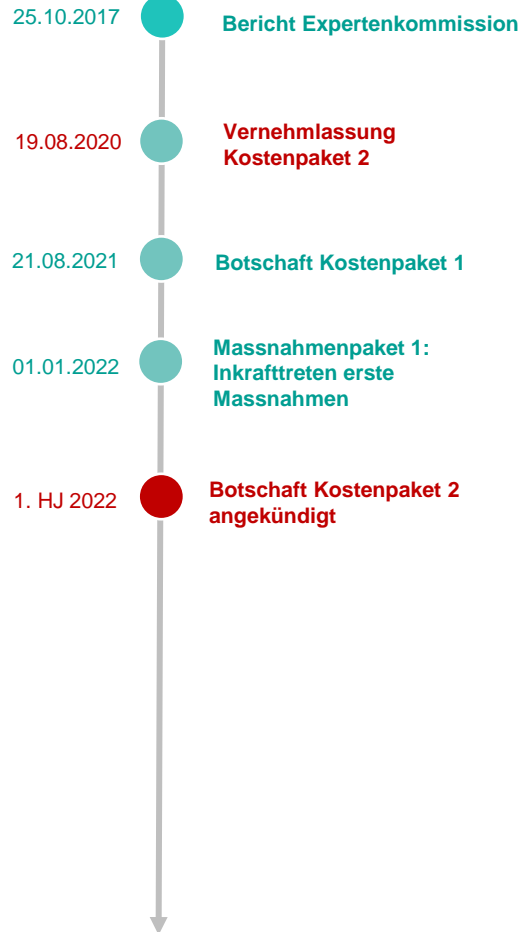 25.10.2017 Bericht Expertenkommission
19.08.2020 Vernehmlassung
Kostenpaket 2
21.08.2021 Botschaft Kostenpaket 1
01.01.2022 Massnahmenpaket 1:
Inkrafttreten erste
Massnahmen
1. HJ 2022 Botschaft Kostenpaket 2
angekündigt